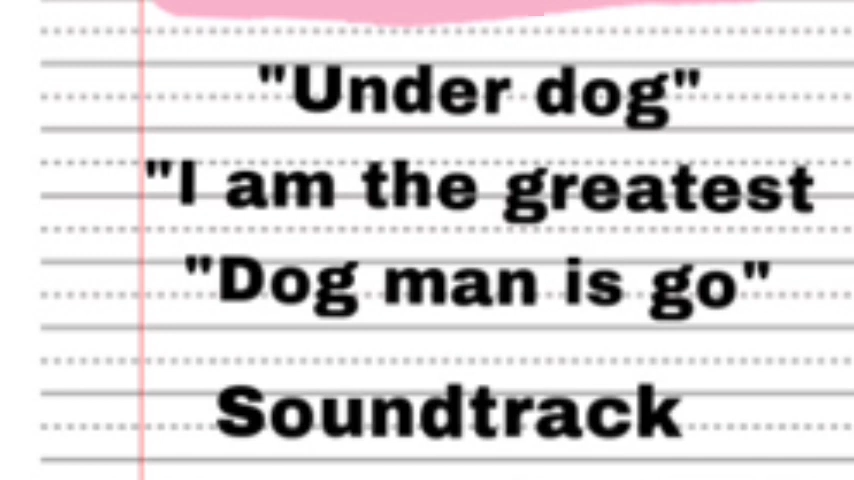 "Under dog"
"I am the greatest
"Dog man is go"
Soundtrack